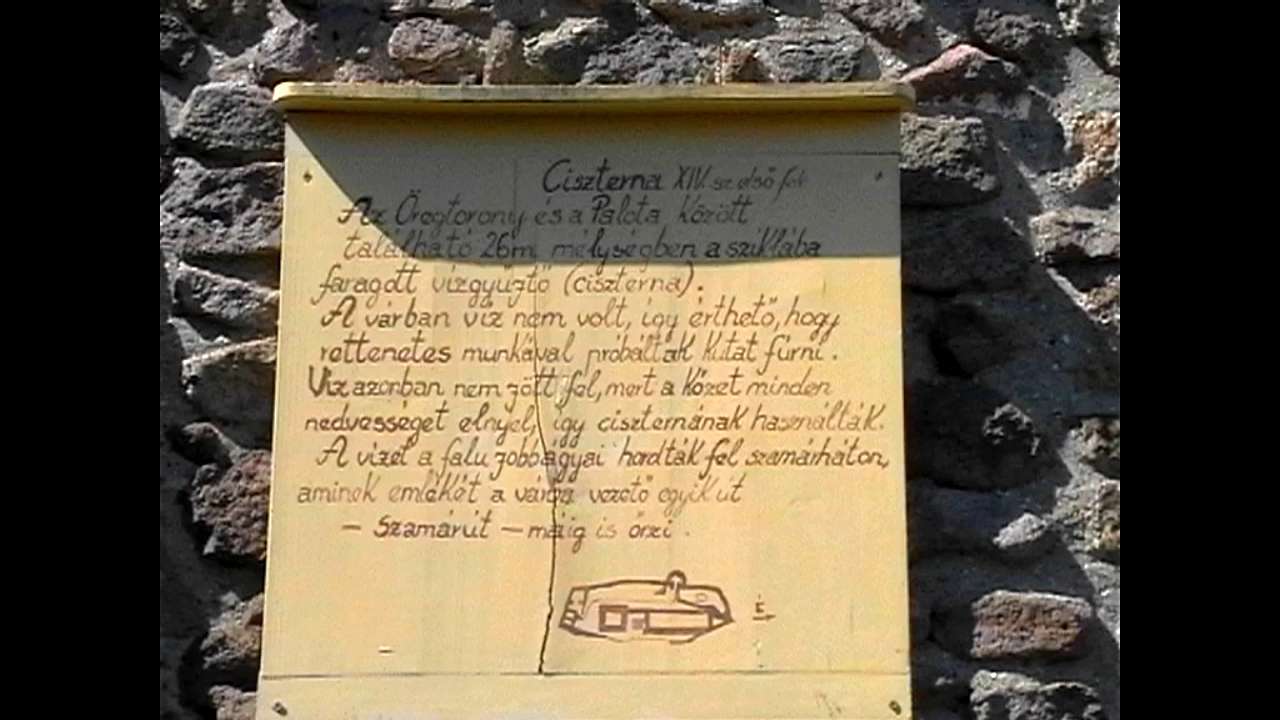 Ciszterna XIV. sz. első fele
Az Öregtorony és a Palota között
található 26m mélységben a sziklába
faragott vízgyűjtő (ciszterna).
A várban víz nem volt, így érthető, hogy
rettenetes munkával próbáltak kutat fúrni.
Víz azonban nem jött fel, mert a kőzet minden
nedvességet elnyel, így ciszternának használták.
A vizet a falu jobbágyai hordták fel szamárháton,
aminek emlékét a várba vezető egyik út
- Szamárút - máig is őrzi.
É